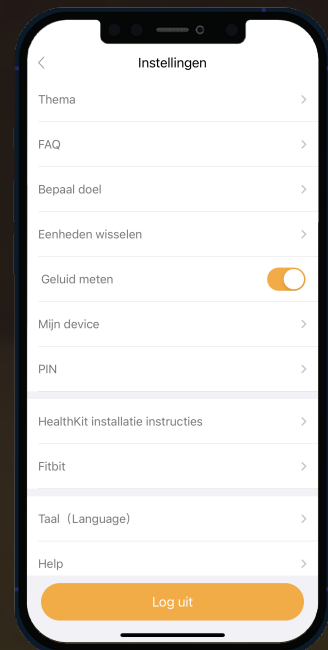 Instellingen
Thema
FAQ
Bepaal doel
Eenheden wisselen
Geluid meten
Mijn device
PIN
HealthKit installatie instructies
Fitbit
Taal（Language）
Help
Log uit